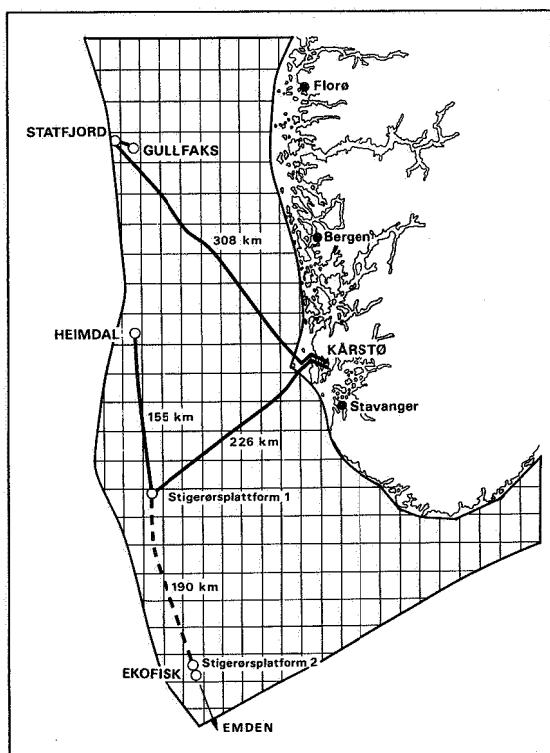 Florø
STATFJORD
GULLFAKS
308 km
Bergen
HEIMDAL
KÅRSTØ
155 km
Stavanger
226 km
Stigerørsplattform 1
190 km
Stigerørsplatform 2
EKOFISK
EMDEN